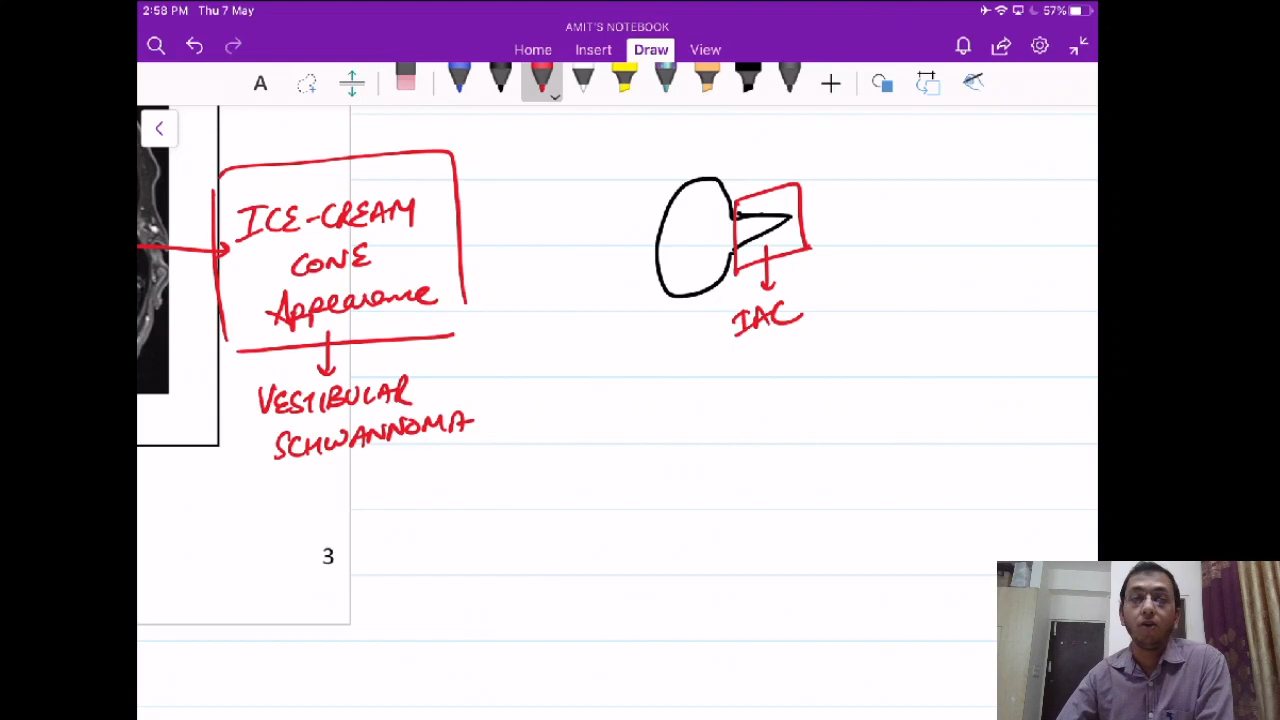 2:58 PM Thu 7 May
57%
AMIT'S NOTEBOOK
Home Insert Draw View
A
ICE-CREAM
CONE
Appearance
VESTIBULAR
SCHWANNOMA
IAC
3